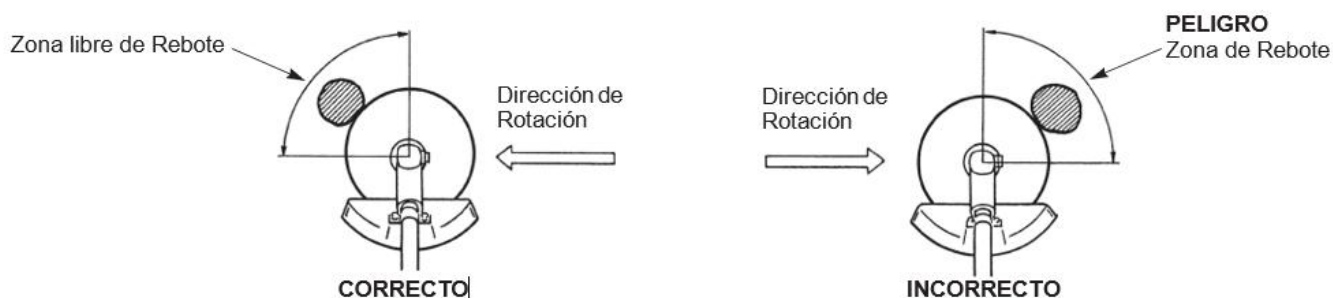 Zona libre de Rebote
Dirección de
Rotación
CORRECTO
PELIGRO
Zona de Rebote
Dirección de
Rotación
INCORRECTO